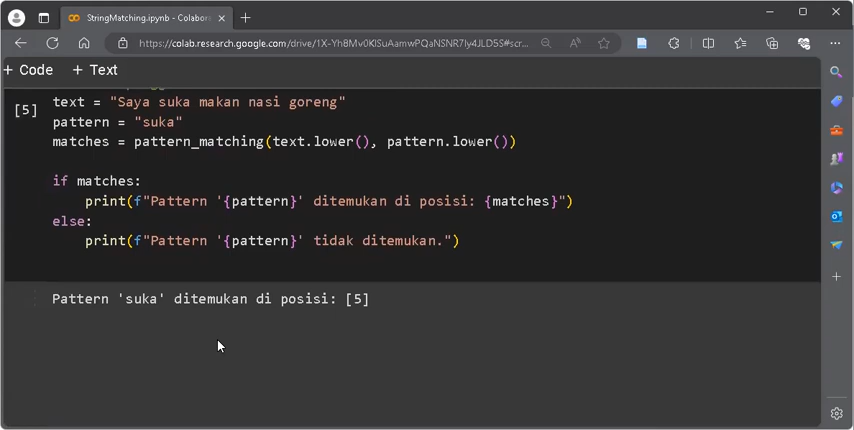 StringMatching.ipynb - Colabora
https://colab.research.google.com/drive/1X-Yh8Mv0KlSuAamwPQaNSNR7ly4JLD5S#scr...
+ Code + Text
[5]
text = "Saya suka makan nasi goreng"
pattern = "suka"
matches = pattern_matching(text.lower(), pattern.lower())
if matches:
print(f"Pattern '{pattern}' ditemukan di posisi: {matches}")
else:
print(f"Pattern '{pattern}' tidak ditemukan.")
Pattern 'suka' ditemukan di posisi: [5]